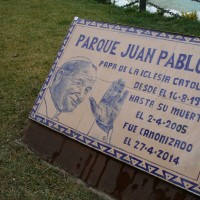 PARQUE JUAN PABLO
PAPA DE LA IGLESIA CATOL
DESDE EL 16-8-19
HASTA SU MUERT
EL 2-4-2005
FUE CANONIZADO
EL 27-4-2014